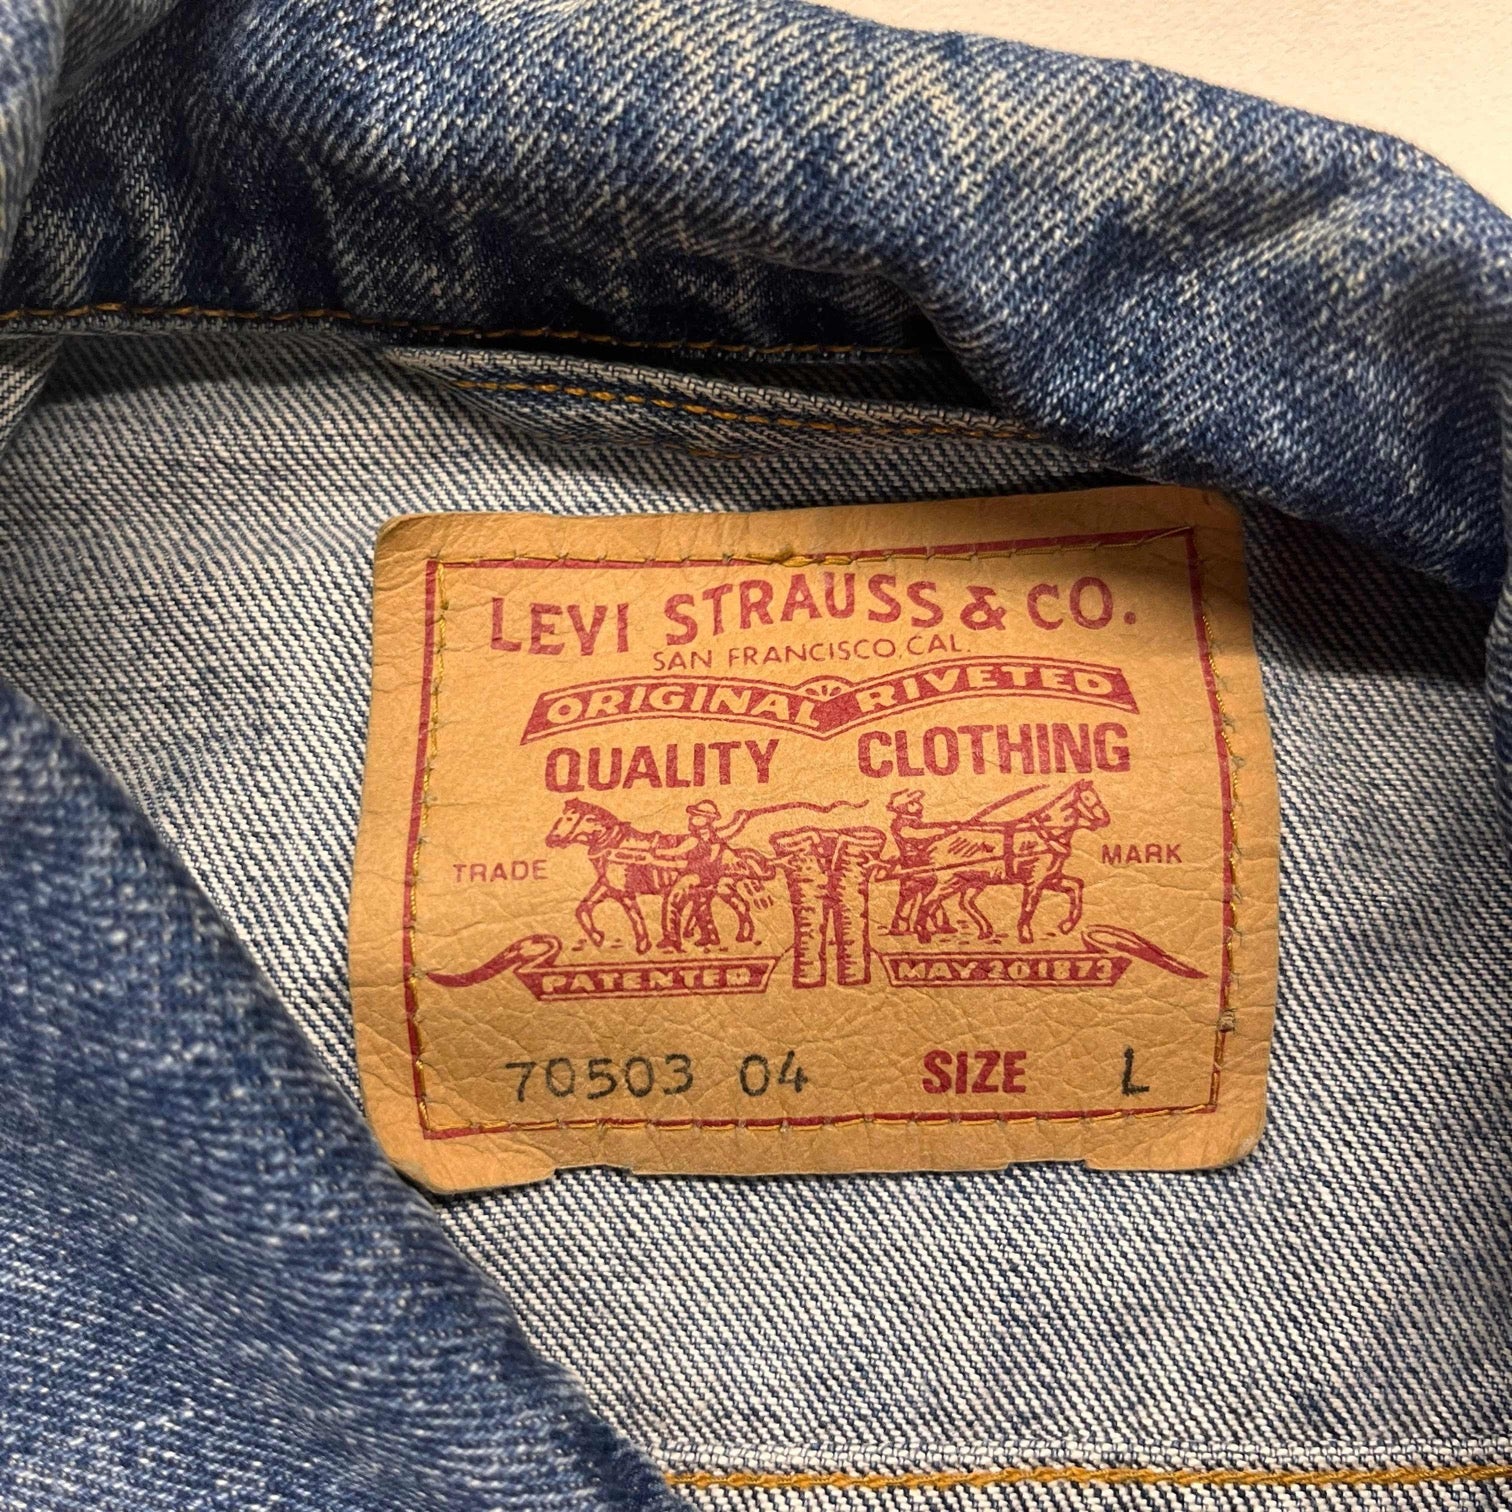 LEVI STRAUSS & CO.
SAN FRANCISCO, CAL.
ORIGINAL RIVETED
QUALITY CLOTHING
TRADE MARK
PATENTED MAY 20 1873
70503 04 SIZE L